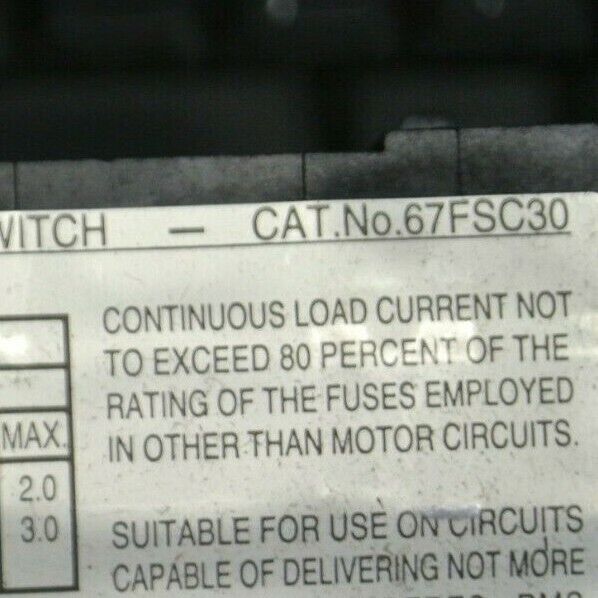 CAT.No.67FSC30
CONTINUOUS LOAD CURRENT NOT
TO EXCEED 80 PERCENT OF THE
RATING OF THE FUSES EMPLOYED
IN OTHER THAN MOTOR CIRCUITS.
MAX.
2.0
3.0
SUITABLE FOR USE ON CIRCUITS
CAPABLE OF DELIVERING NOT MORE